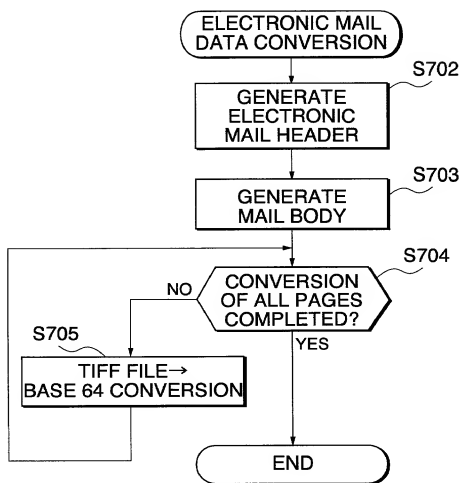 ELECTRONIC MAIL
DATA CONVERSION
S702
GENERATE
ELECTRONIC
MAIL HEADER
S703
GENERATE
MAIL BODY
S704
CONVERSION
OF ALL PAGES
COMPLETED?
NO
YES
S705
TIFF FILE→
BASE 64 CONVERSION
END